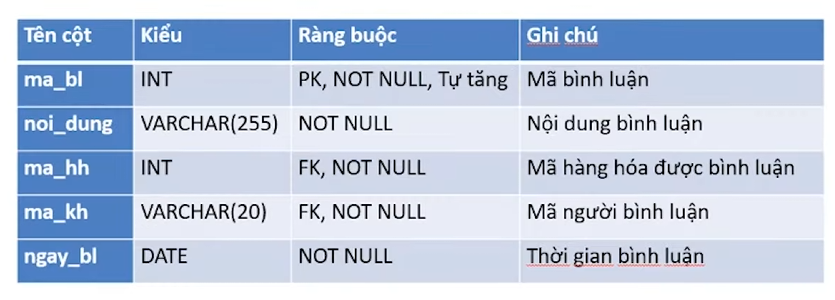 Tên cột Kiểu Ràng buộc Ghi chú
ma_bl INT PK, NOT NULL, Tự tăng Mã bình luận
noi_dung VARCHAR(255) NOT NULL Nội dung bình luận
ma_hh INT FK, NOT NULL Mã hàng hóa được bình luận
ma_kh VARCHAR(20) FK, NOT NULL Mã người bình luận
ngay_bl DATE NOT NULL Thời gian bình luận